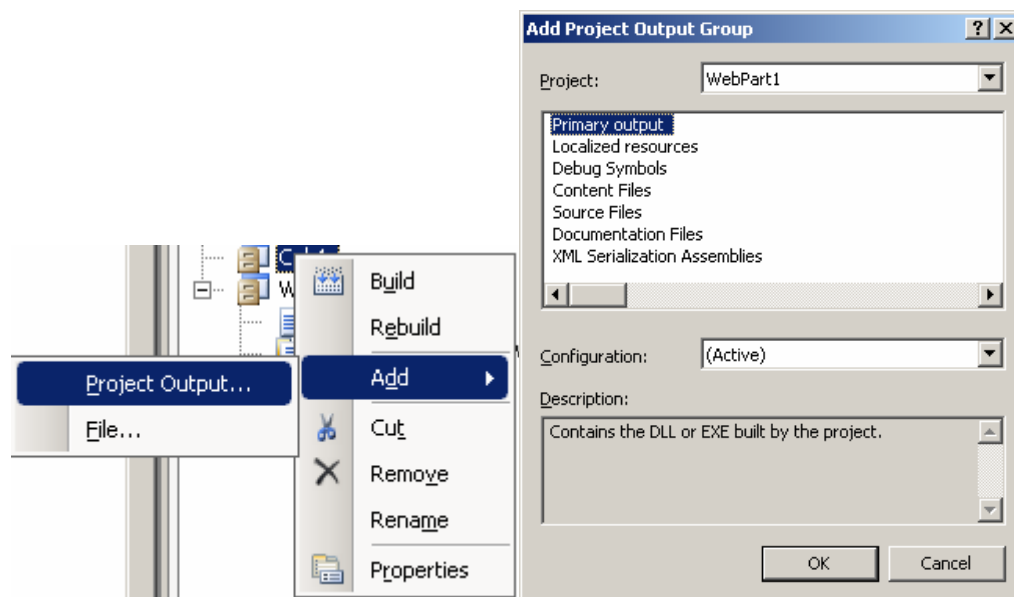 Build
Rebuild
Add
Project Output...
File...
Cut
Remove
Rename
Properties
Add Project Output Group
Project:
WebPart1
Primary output
Localized resources
Debug Symbols
Content Files
Source Files
Documentation Files
XML Serialization Assemblies
Configuration:
(Active)
Description:
Contains the DLL or EXE built by the project.
OK
Cancel